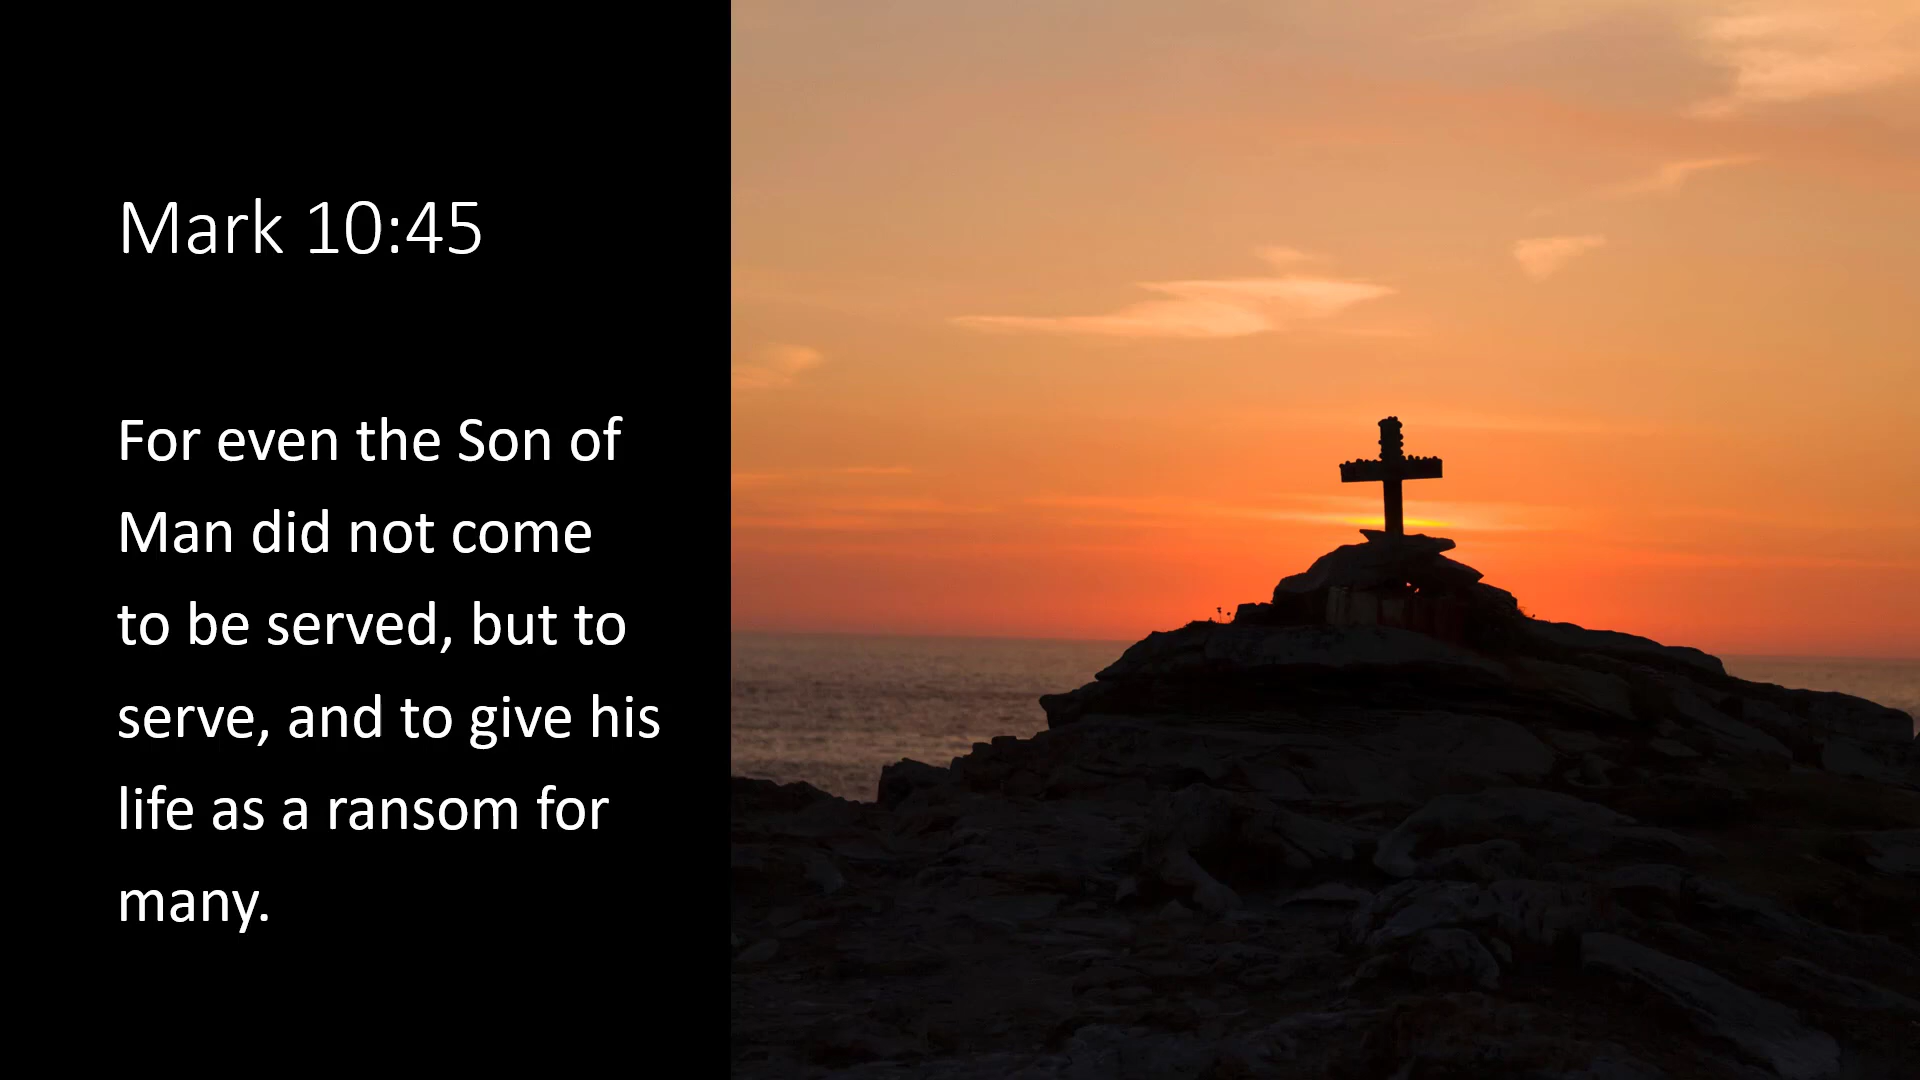 Mark 10:45
For even the Son of
Man did not come
to be served, but to
serve, and to give his
life as a ransom for
many.